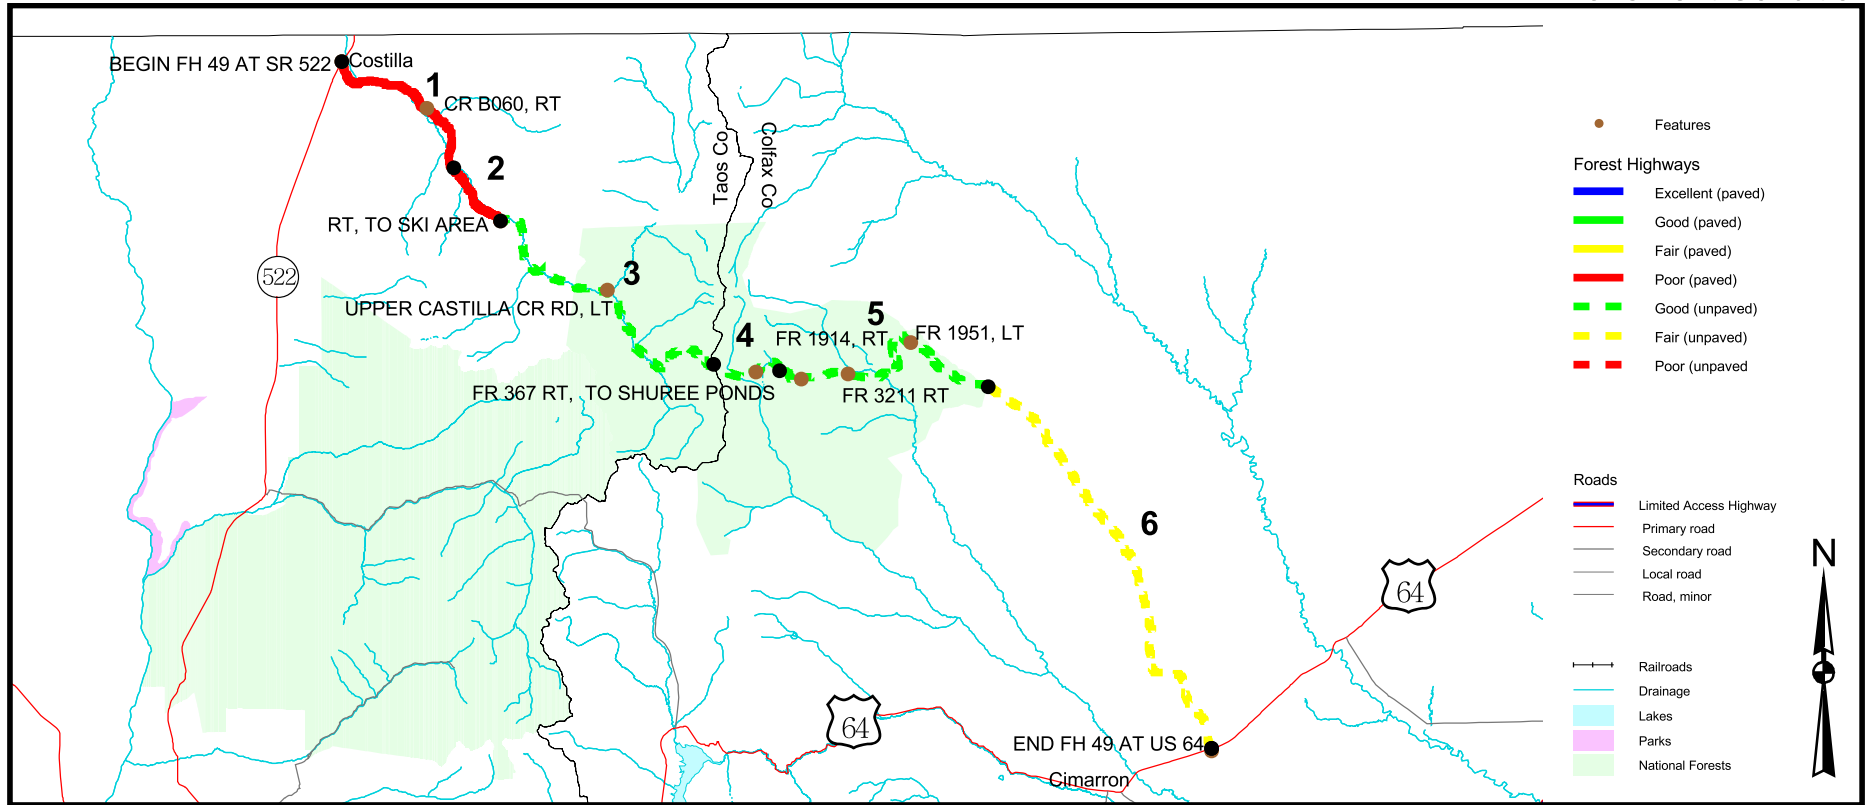 BEGIN FH 49 AT SR 522
Costilla
1
CR B060, RT
2
RT, TO SKI AREA
522
3
UPPER CASTILLA CR RD, LT
Taos Co
Colfax Co
4
5
FR 1914, RT
FR 1951, LT
FR 367 RT, TO SHUREE PONDS
FR 3211 RT
6
64
64
END FH 49 AT US 64
Cimarron
Features
Forest Highways
Excellent (paved)
Good (paved)
Fair (paved)
Poor (paved)
Good (unpaved)
Fair (unpaved)
Poor (unpaved
Roads
Limited Access Highway
Primary road
Secondary road
Local road
Road, minor
Railroads
Drainage
Lakes
Parks
National Forests
N